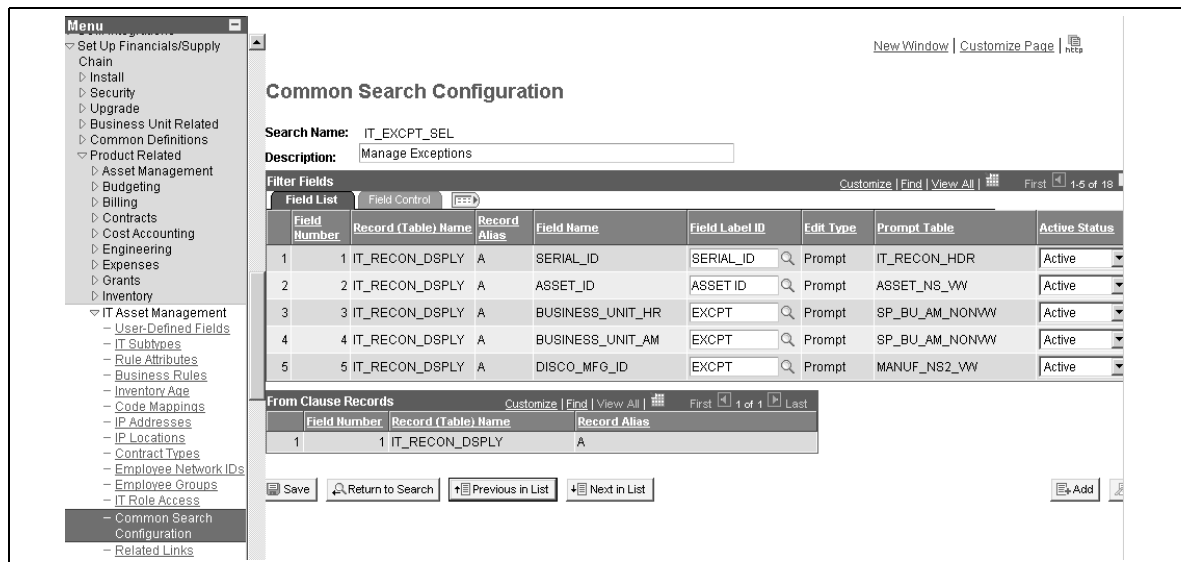 Menu
Set Up Financials/Supply
Chain
Install
Security
Upgrade
Business Unit Related
Common Definitions
Product Related
Asset Management
Budgeting
Billing
Contracts
Cost Accounting
Engineering
Expenses
Grants
Inventory
IT Asset Management
User-Defined Fields
IT Subtypes
Rule Attributes
Business Rules
Inventory Age
Code Mappings
IP Addresses
IP Locations
Contract Types
Employee Network IDs
Employee Groups
IT Role Access
Common Search
Configuration
Related Links
New Window | Customize Page | http
Common Search Configuration
Search Name: IT_EXCPT_SEL
Description: Manage Exceptions
Filter Fields Customize | Find | View All | First 1-5 of 18
Field List Field Control
Field Number Record (Table) Name Record Alias Field Name Field Label ID Edit Type Prompt Table Active Status
1 1 IT_RECON_DSPLY A SERIAL_ID SERIAL_ID Prompt IT_RECON_HDR Active
2 2 IT_RECON_DSPLY A ASSET_ID ASSET ID Prompt ASSET_NS_VW Active
3 3 IT_RECON_DSPLY A BUSINESS_UNIT_HR EXCPT Prompt SP_BU_AM_NONVW Active
4 4 IT_RECON_DSPLY A BUSINESS_UNIT_AM EXCPT Prompt SP_BU_AM_NONVW Active
5 5 IT_RECON_DSPLY A DISCO_MFG_ID EXCPT Prompt MANUF_NS2_VW Active
From Clause Records Customize | Find | View All | First 1 of 1 Last
Field Number Record (Table) Name Record Alias
1 1 IT_RECON_DSPLY A
Save Return to Search Previous in List Next in List Add